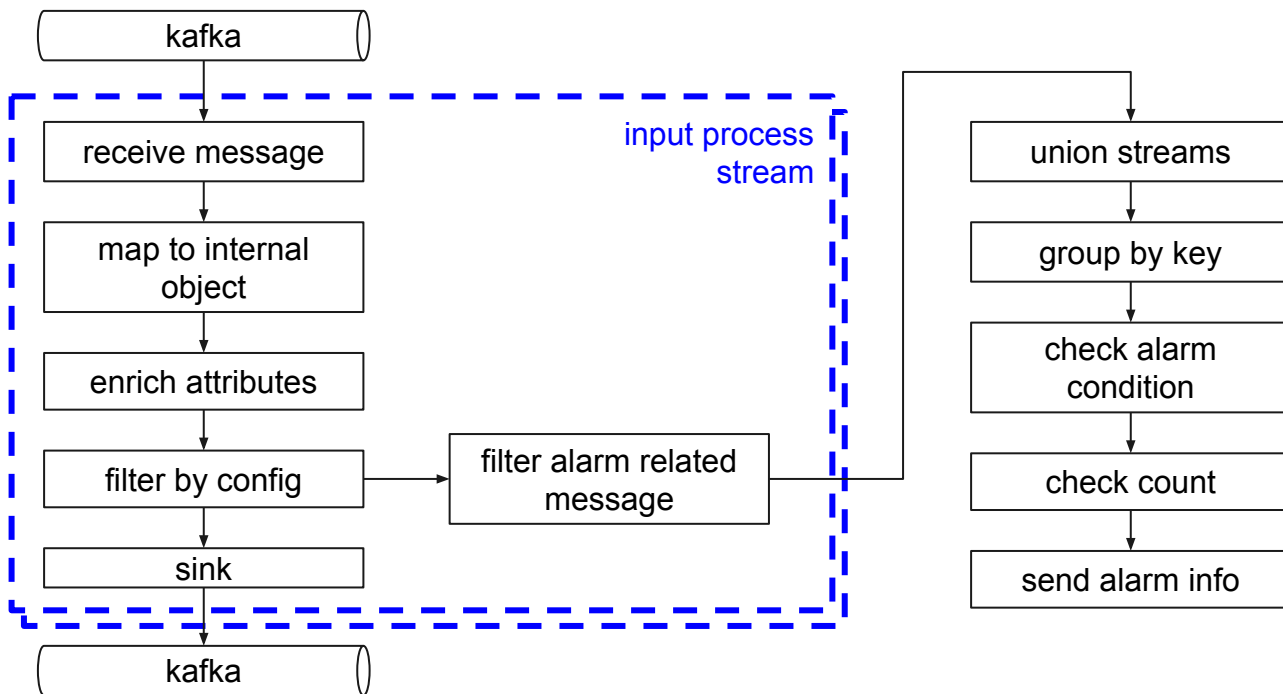 kafka
receive message
input process
stream
map to internal
object
enrich attributes
filter by config
filter alarm related
message
sink
kafka
union streams
group by key
check alarm
condition
check count
send alarm info